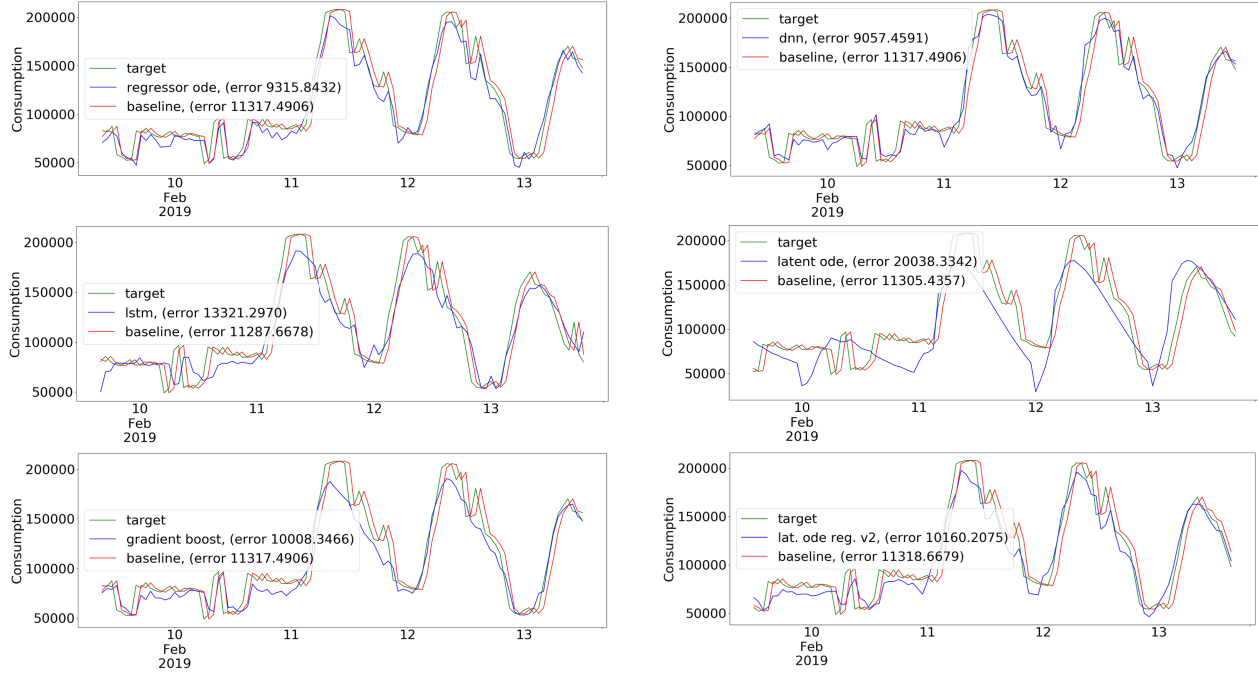 200000
150000
100000
50000
Consumption
target
regressor ode, (error 9315.8432)
baseline, (error 11317.4906)
10
11
12
13
Feb
2019
200000
150000
100000
50000
Consumption
target
dnn, (error 9057.4591)
baseline, (error 11317.4906)
10
11
12
13
Feb
2019
200000
150000
100000
50000
Consumption
target
lstm, (error 13321.2970)
baseline, (error 11287.6678)
10
11
12
13
Feb
2019
200000
150000
100000
50000
Consumption
target
latent ode, (error 20038.3342)
baseline, (error 11305.4357)
10
11
12
13
Feb
2019
200000
150000
100000
50000
Consumption
target
gradient boost, (error 10008.3466)
baseline, (error 11317.4906)
10
11
12
13
Feb
2019
200000
150000
100000
50000
Consumption
target
lat. ode reg. v2, (error 10160.2075)
baseline, (error 11318.6679)
10
11
12
13
Feb
2019